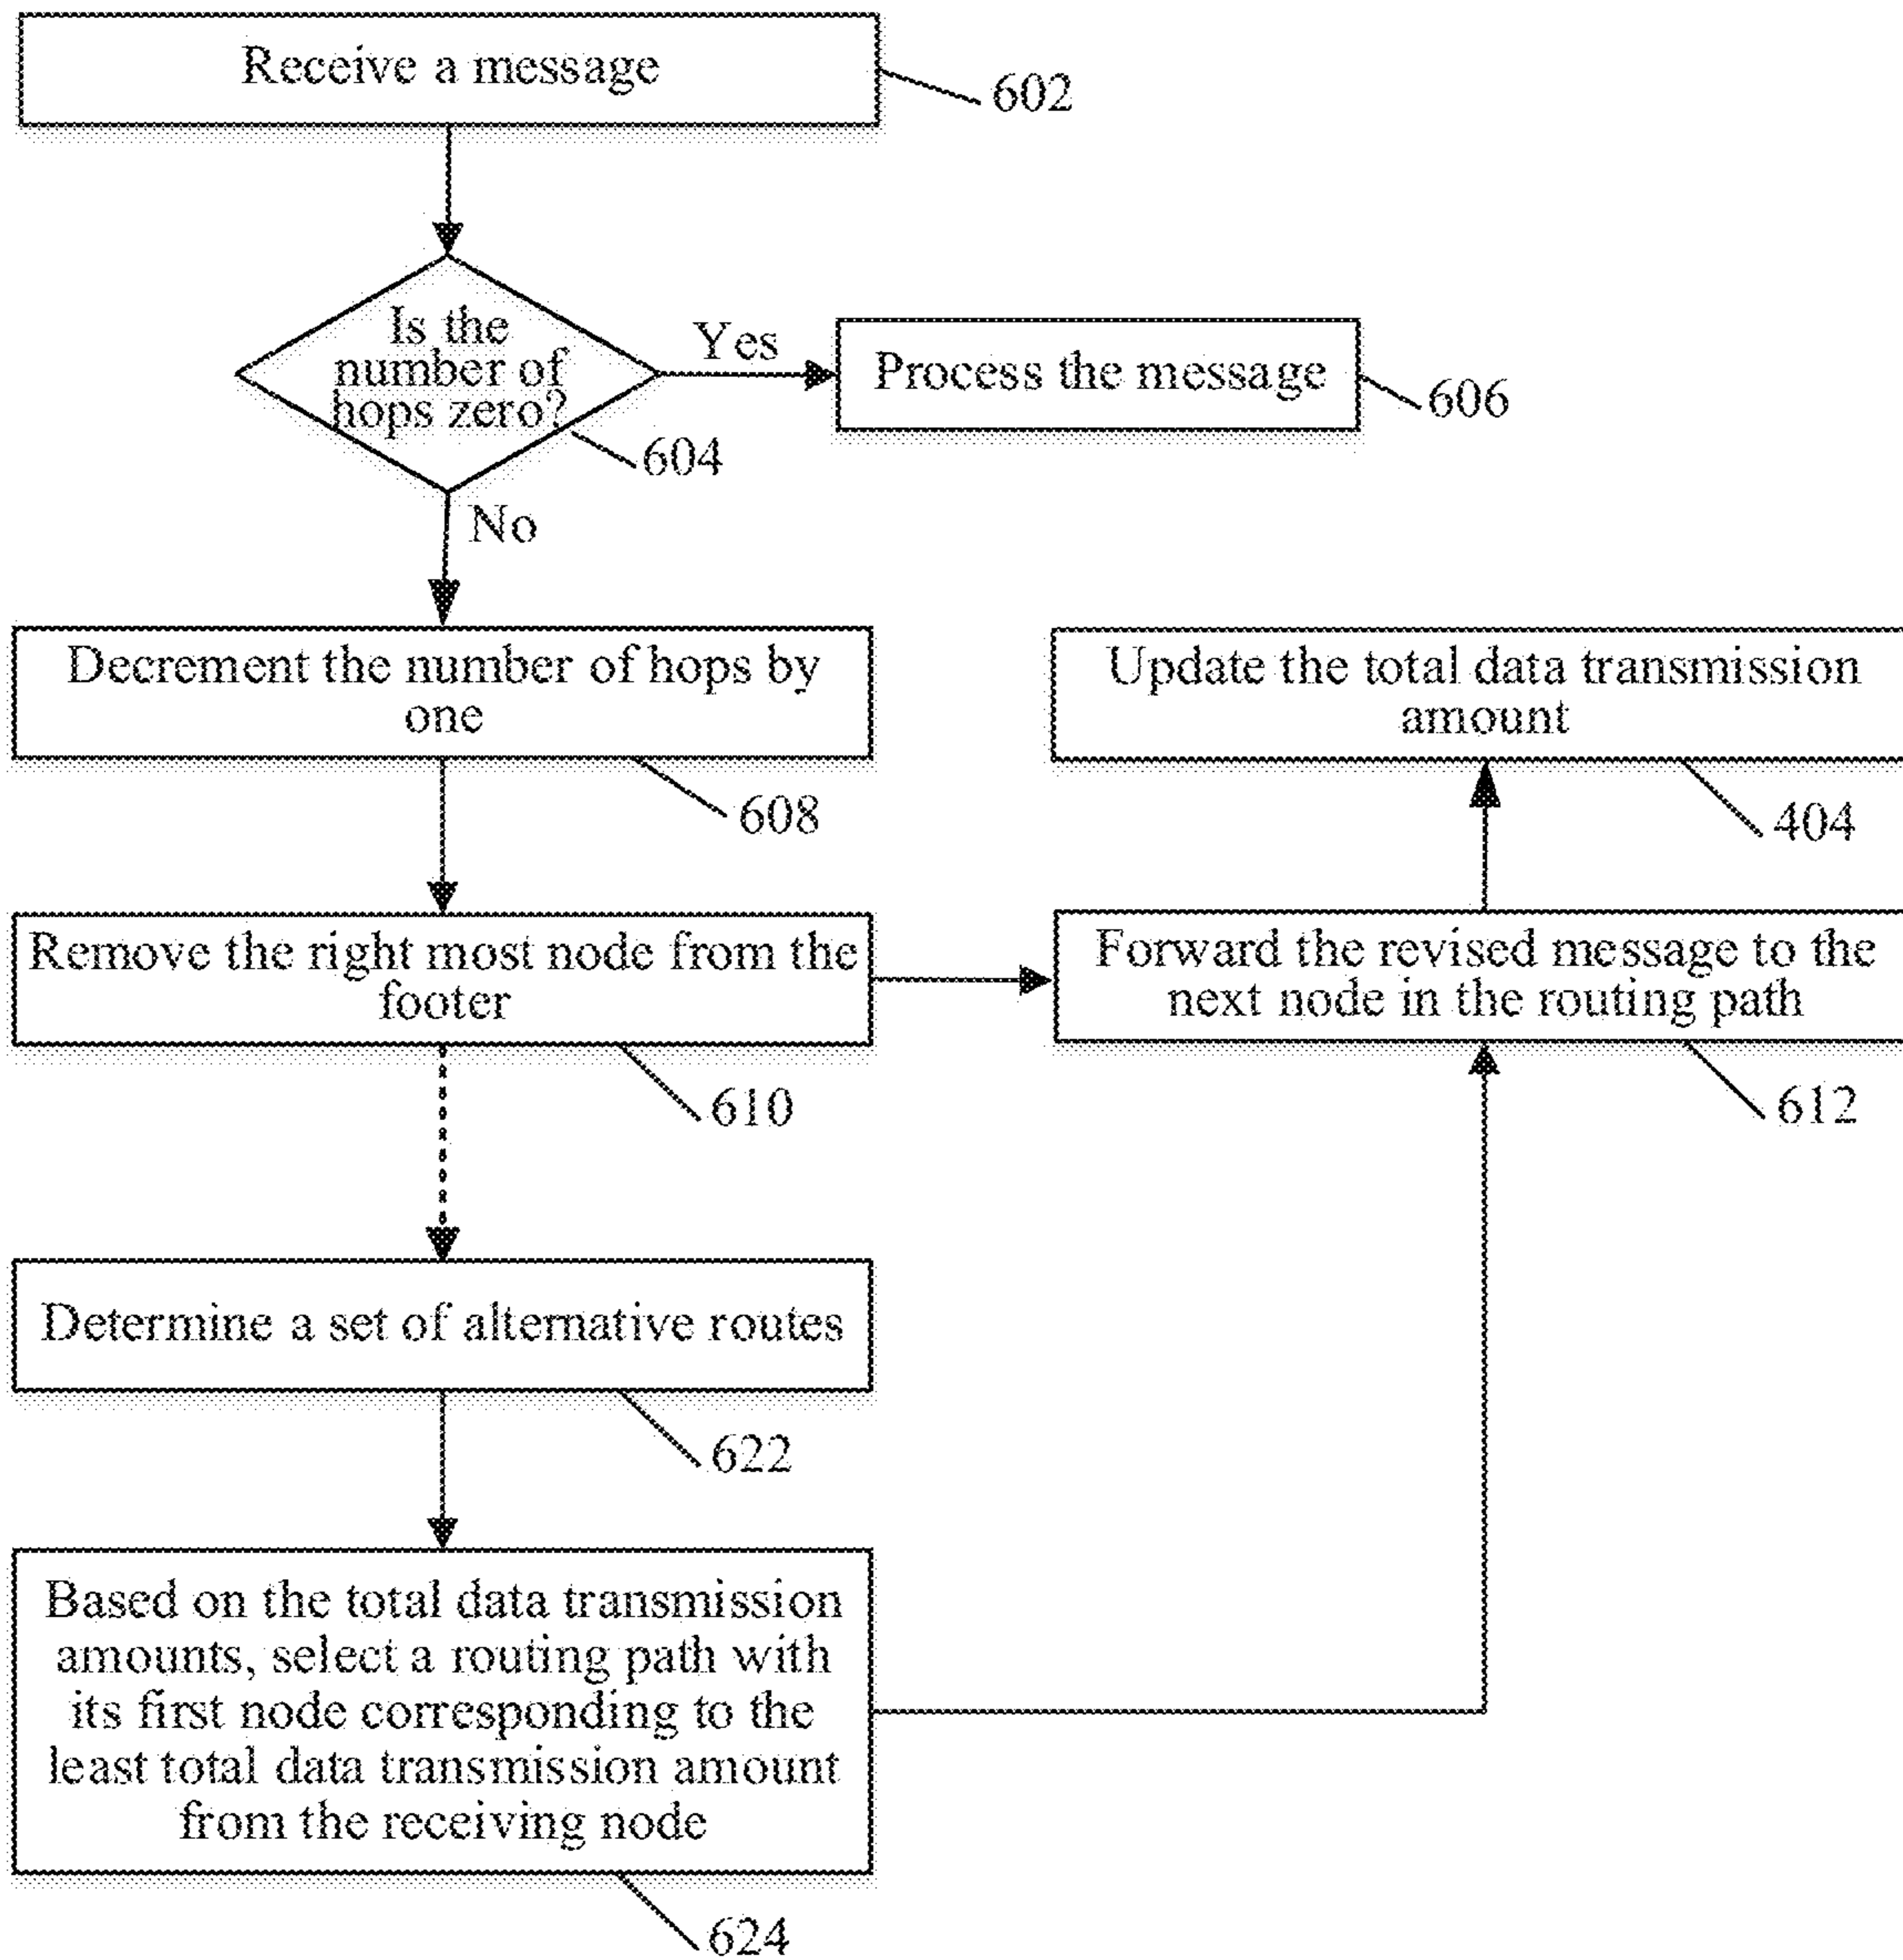 Receive a message
602
Is the
number of
hops zero?
Yes
Process the message
606
604
No
Decrement the number of hops by
one
608
Update the total data transmission
amount
404
Remove the right most node from the
footer
610
Forward the revised message to the
next node in the routing path
612
Determine a set of alternative routes
622
Based on the total data transmission
amounts, select a routing path with
its first node corresponding to the
least total data transmission amount
from the receiving node
624